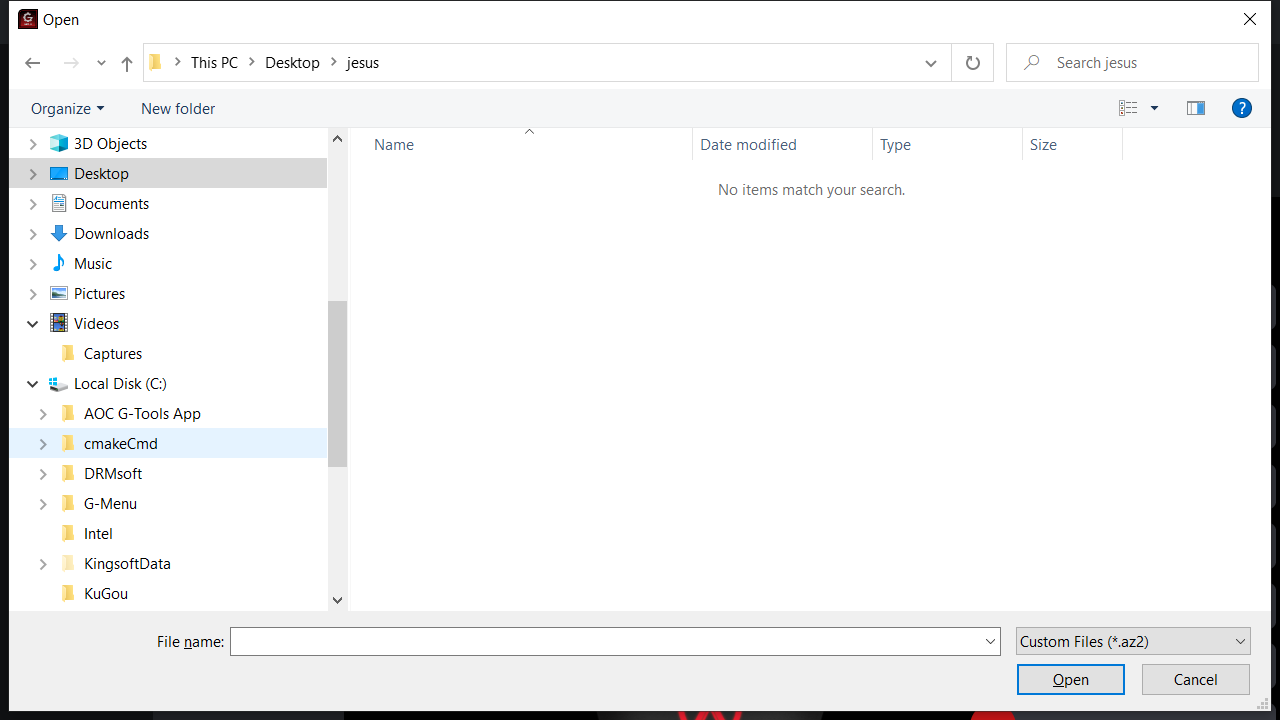 Open
This PC
Desktop
jesus
Search jesus
Organize
New folder
3D Objects
Desktop
Documents
Downloads
Music
Pictures
Videos
Captures
Local Disk (C:)
AOC G-Tools App
cmakeCmd
DRMsoft
G-Menu
Intel
KingsoftData
KuGou
Name
Date modified
Type
Size
No items match your search.
File name:
Custom Files (*.az2)
Open
Cancel